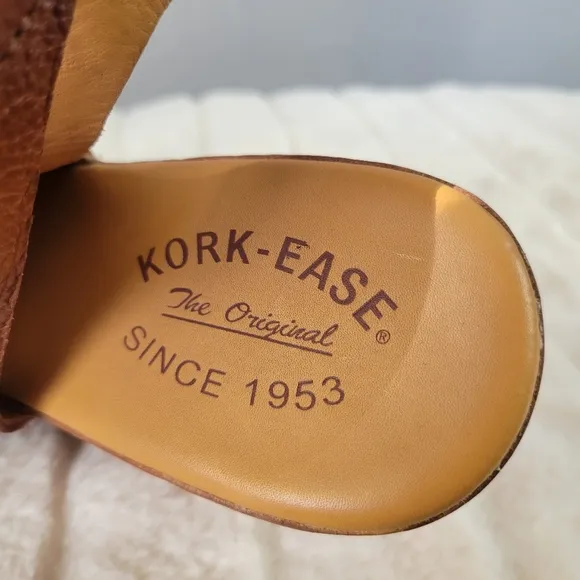 KORK-EASE®
The Original
SINCE 1953